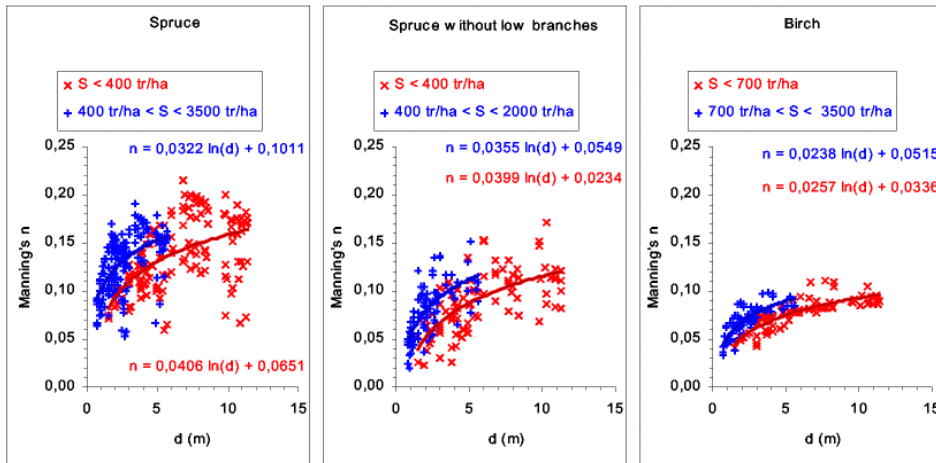 Spruce
S < 400 tr/ha
400 tr/ha < S < 3500 tr/ha
n = 0,0322 ln(d) + 0,1011
0,25
0,20
0,15
0,10
0,05
0,00
Manning's n
n = 0,0406 ln(d) + 0,0651
0 5 10 15
d (m)
Spruce without low branches
S < 400 tr/ha
400 tr/ha < S < 2000 tr/ha
n = 0,0355 ln(d) + 0,0549
n = 0,0399 ln(d) + 0,0234
0,25
0,20
0,15
0,10
0,05
0,00
Manning's n
0 5 10 15
d (m)
Birch
S < 700 tr/ha
700 tr/ha < S < 3500 tr/ha
n = 0,0238 ln(d) + 0,0515
n = 0,0257 ln(d) + 0,0336
0,25
0,20
0,15
0,10
0,05
0,00
Manning's n
0 5 10 15
d (m)